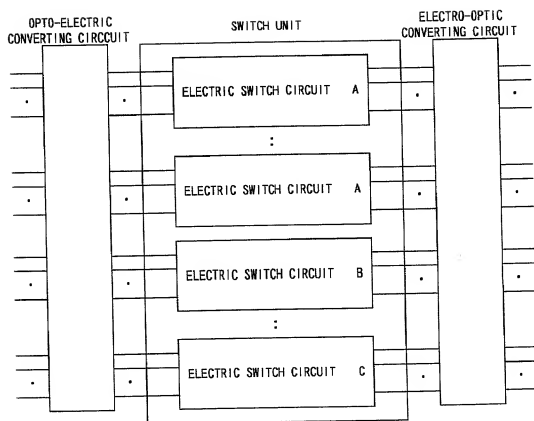 OPTO-ELECTRIC
CONVERTING CIRCCUIT
SWITCH UNIT
ELECTRO-OPTIC
CONVERTING CIRCUIT
ELECTRIC SWITCH CIRCUIT A
:
ELECTRIC SWITCH CIRCUIT A
ELECTRIC SWITCH CIRCUIT B
:
ELECTRIC SWITCH CIRCUIT C